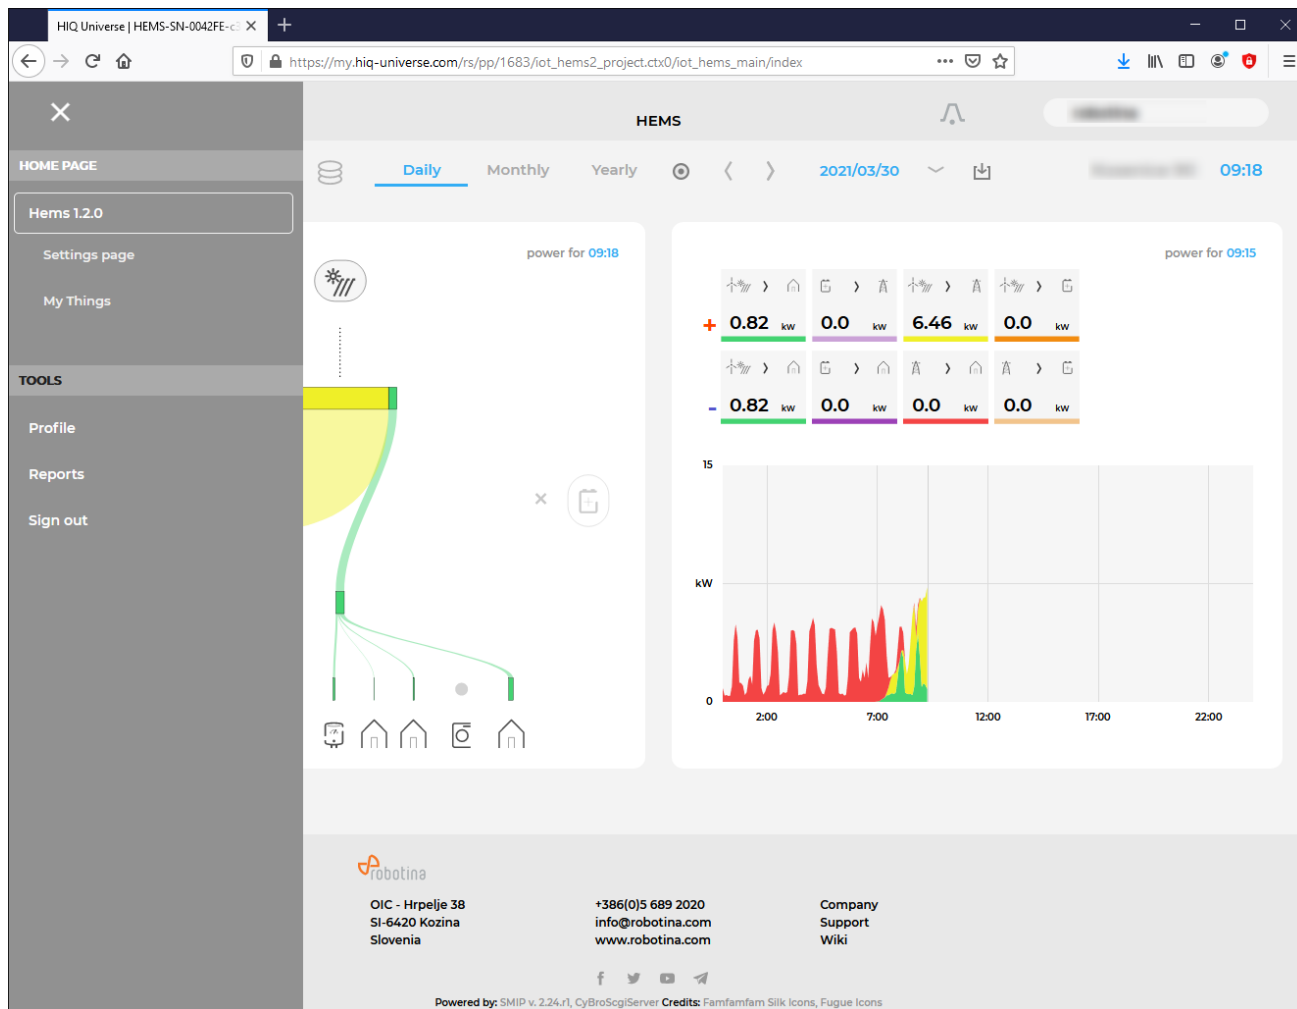 HIQ Universe | HEMS-SN-0042FE-c
https://my.hiq-universe.com/rs/pp/1683/iot_hems2_project.ctx0/iot_hems_main/index
HEMS
HOME PAGE
Hems 1.2.0
Settings page
My Things
TOOLS
Profile
Reports
Sign out
Daily Monthly Yearly 2021/03/30 09:18
power for 09:18
power for 09:15
+ 0.82 kW 0.0 kW 6.46 kW 0.0 kW
- 0.82 kW 0.0 kW 0.0 kW 0.0 kW
15
kW
0
2:00 7:00 12:00 17:00 22:00
robotina
OIC - Hrpelje 38 +386(0)5 689 2020 Company
SI-6420 Kozina info@robotina.com Support
Slovenia www.robotina.com Wiki
Powered by: SMIP v. 2.24.r1, CyBroScgiServer Credits: Famfamfam Silk Icons, Fugue Icons